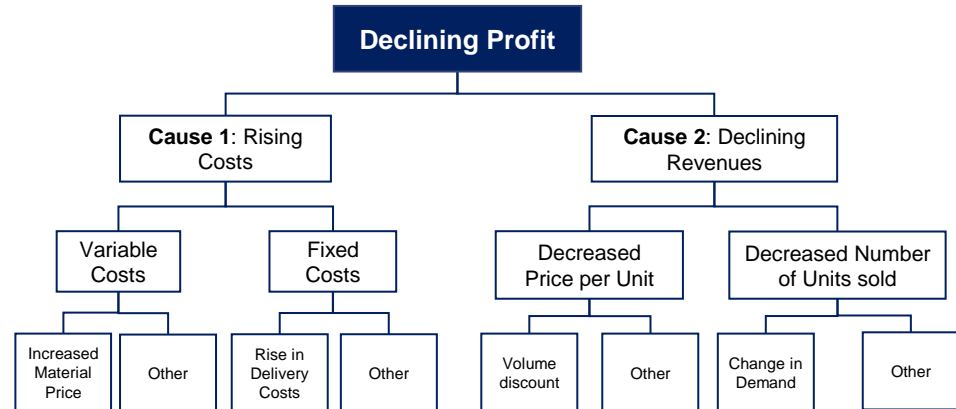 Declining Profit
Cause 1: Rising
Costs
Cause 2: Declining
Revenues
Variable
Costs
Fixed
Costs
Decreased
Price per Unit
Decreased Number
of Units sold
Increased
Material
Price
Other
Rise in
Delivery
Costs
Other
Volume
discount
Other
Change in
Demand
Other